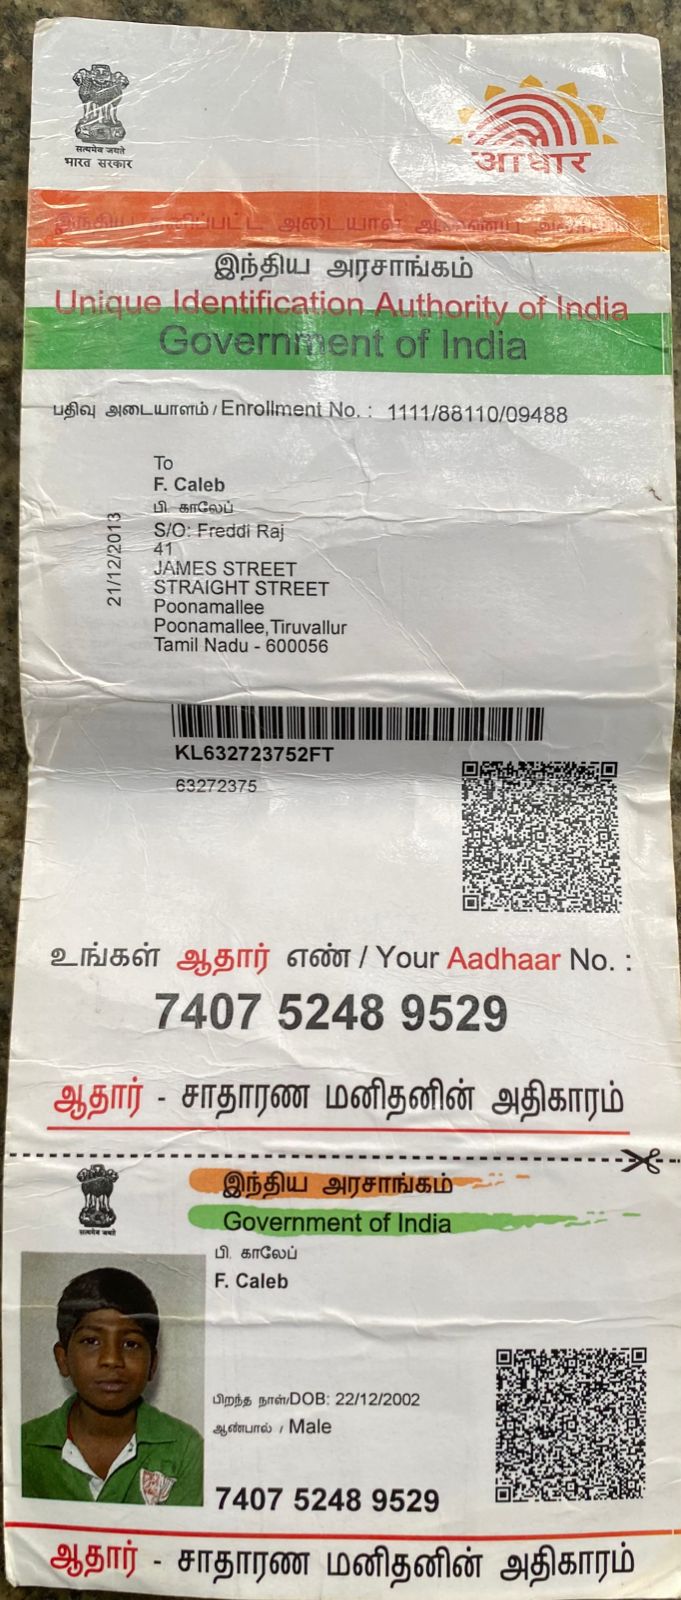 सत्यमेव जयते
भारत सरकार
आधार
இந்திய அரசாங்கம்
Unique Identification Authority of India
Government of India
பதிவு அடையாளம் / Enrollment No. : 1111/88110/09488
21/12/2013
To
F. Caleb
பி. காலேப்
S/O: Freddi Raj
41
JAMES STREET
STRAIGHT STREET
Poonamallee
Poonamallee,Tiruvallur
Tamil Nadu - 600056
KL632723752FT
63272375
உங்கள் ஆதார் எண் / Your Aadhaar No. :
7407 5248 9529
ஆதார் - சாதாரண மனிதனின் அதிகாரம்
सत्यमेव जयते
இந்திய அரசாங்கம்
Government of India
பி. காலேப்
F. Caleb
பிறந்த நாள்/DOB: 22/12/2002
ஆண்பால் / Male
7407 5248 9529
ஆதார் - சாதாரண மனிதனின் அதிகாரம்